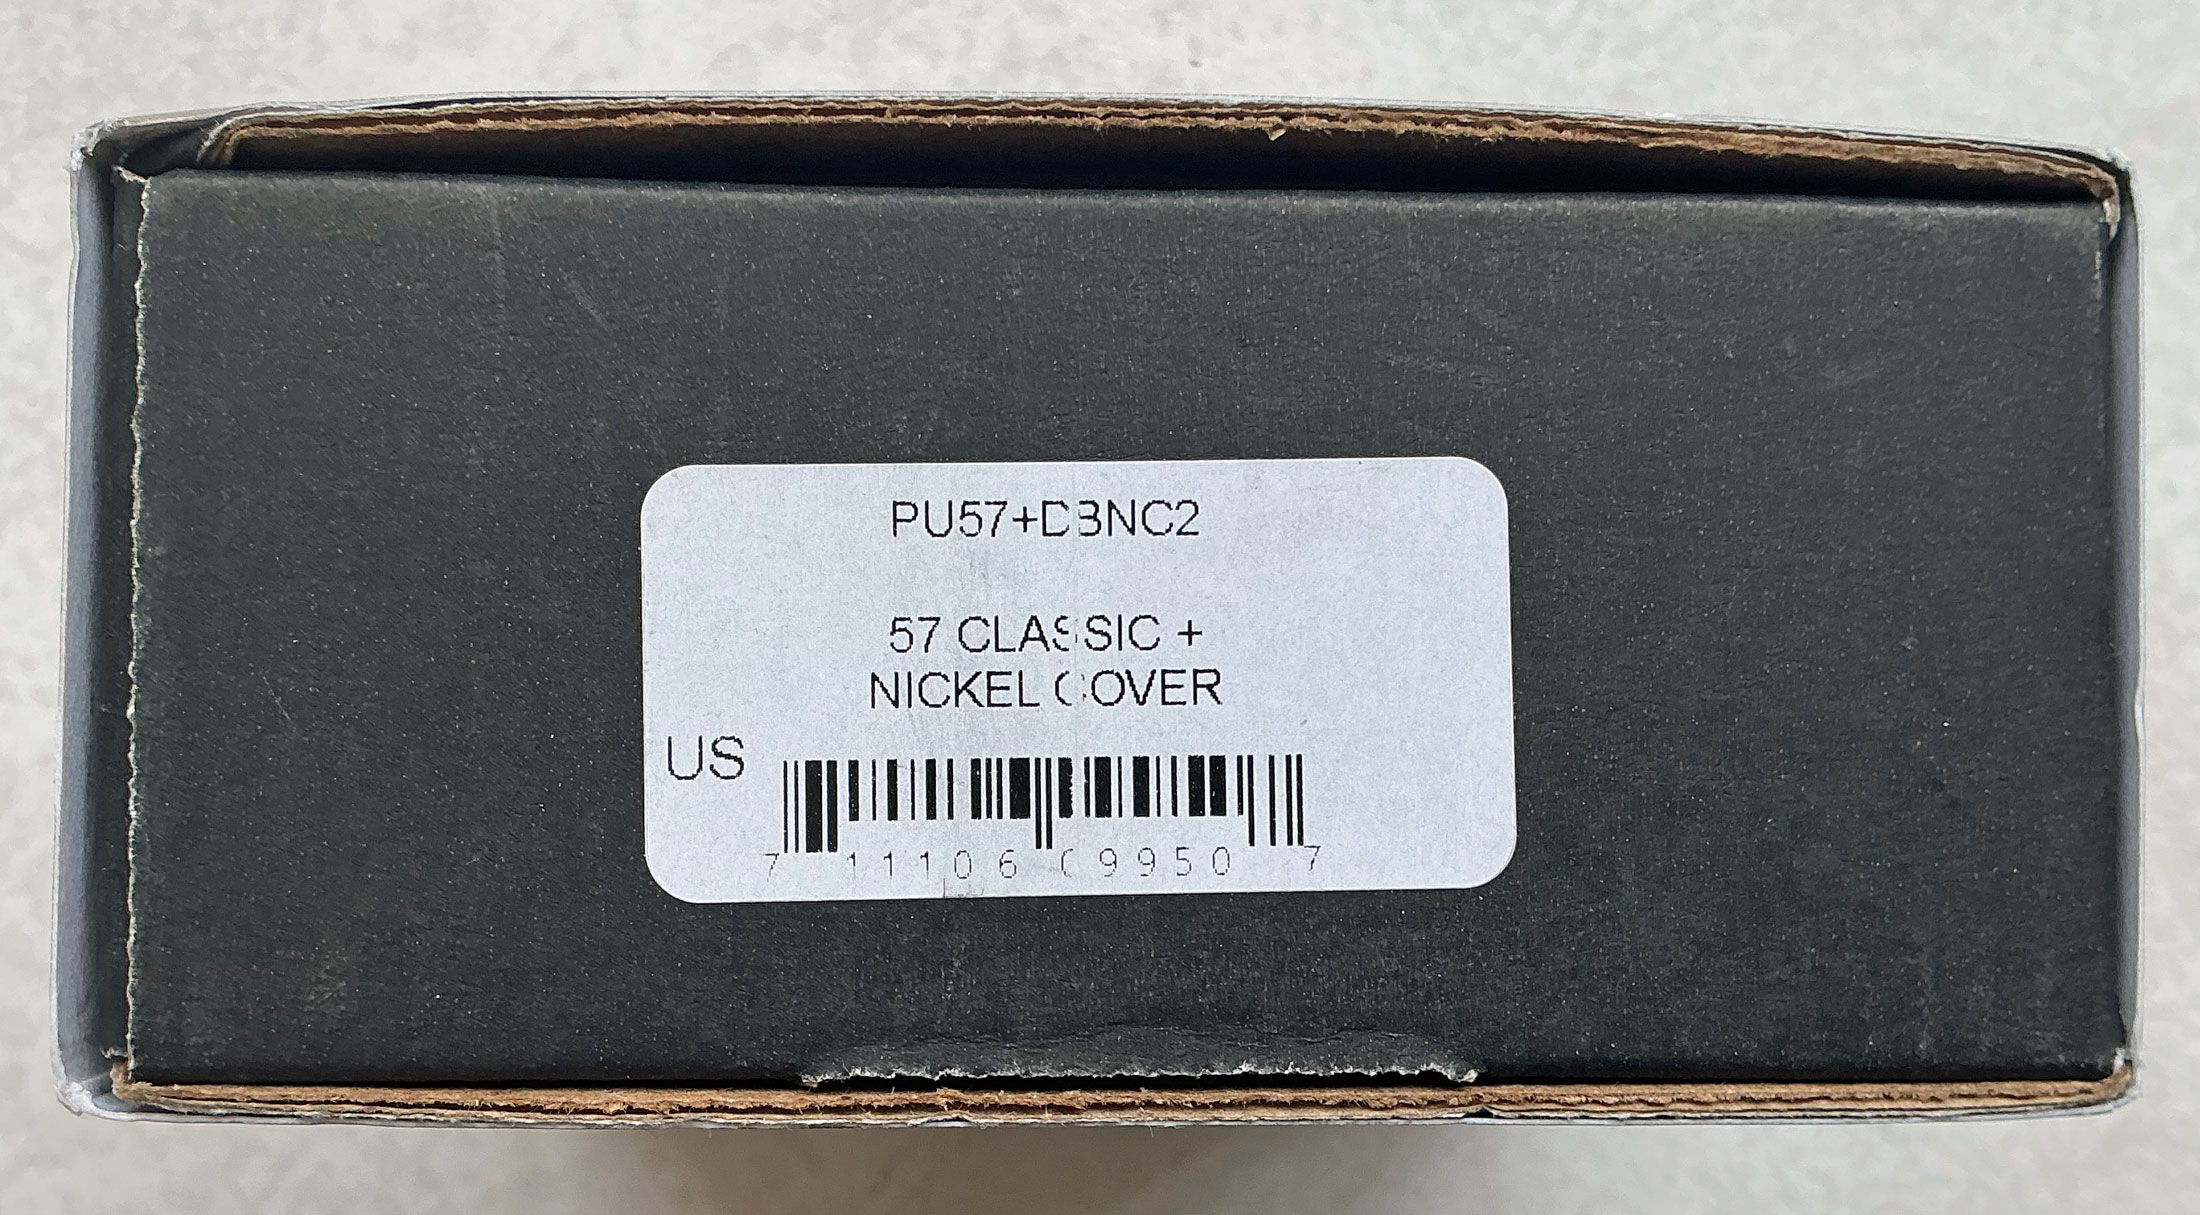 PU57+DBNC2
57 CLASSIC +
NICKEL COVER
US
7 11106 09950 7